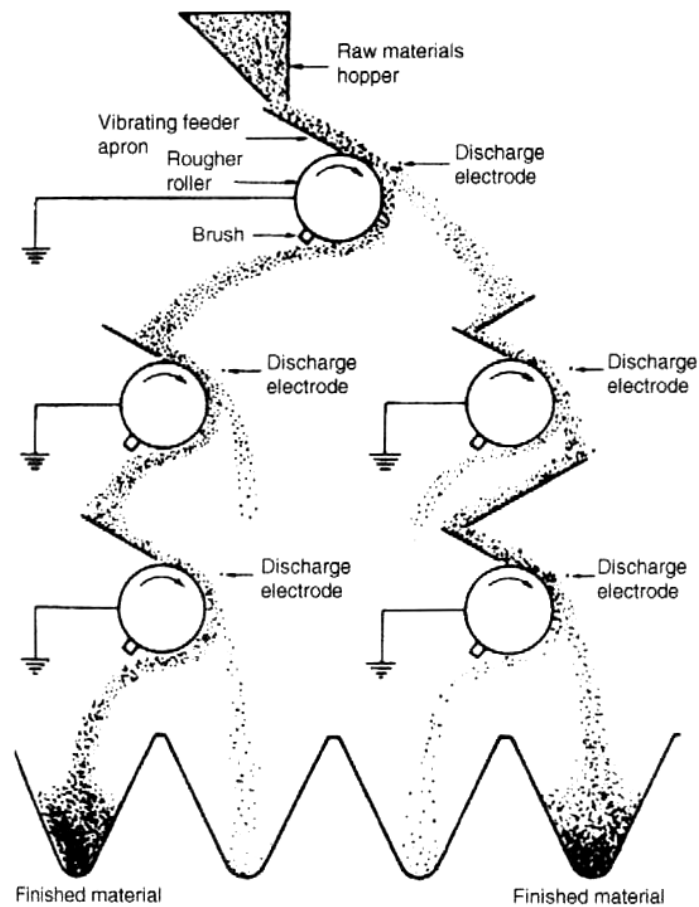 Raw materials
hopper
Vibrating feeder
apron
Discharge
electrode
Rougher
roller
Brush
Discharge
electrode
Discharge
electrode
Discharge
electrode
Discharge
electrode
Finished material
Finished material